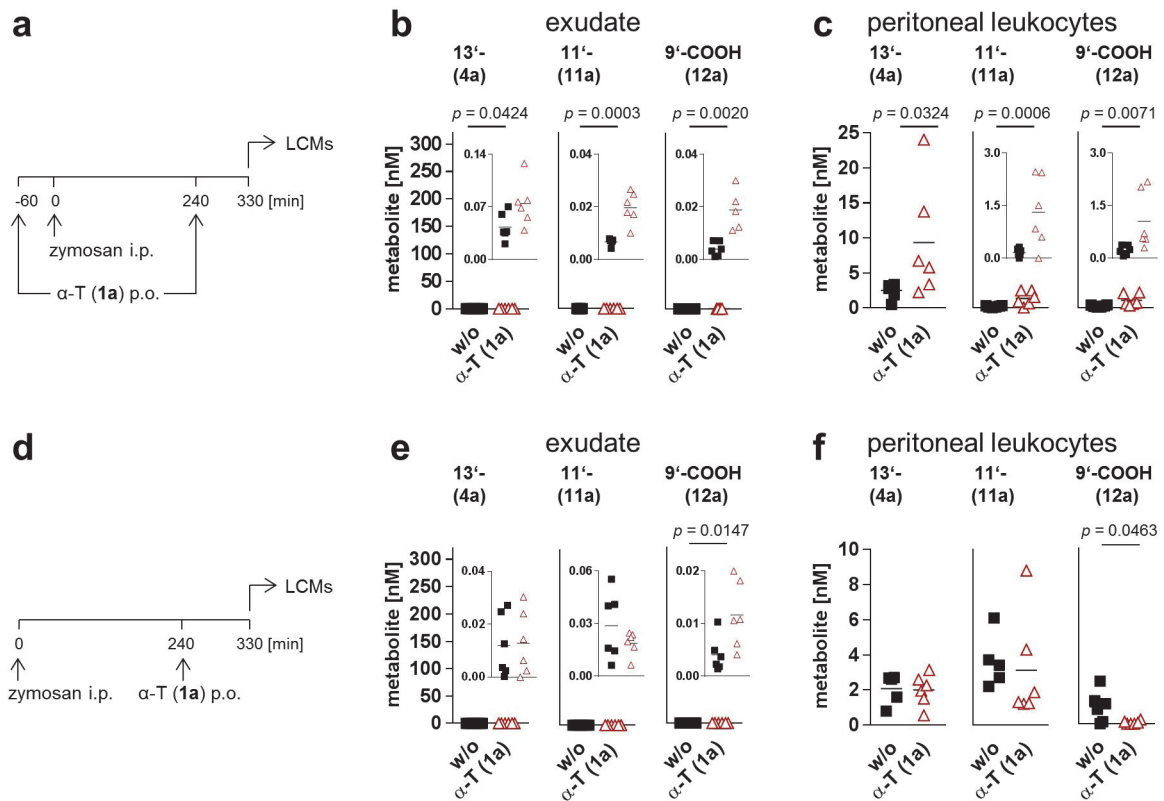 a
LCMs
-60 0 240 330 [min]
zymosan i.p.
α-T (1a) p.o.
b exudate
13‘- 11‘- 9‘-COOH
(4a) (11a) (12a)
p = 0.0424 p = 0.0003 p = 0.0020
metabolite [nM]
300
250
200
150
100
50
0
0.14
0.07
0.00
0.04
0.02
0.00
0.04
0.02
0.00
w/o α-T (1a) w/o α-T (1a) w/o α-T (1a)
c peritoneal leukocytes
13‘- 11‘- 9‘-COOH
(4a) (11a) (12a)
p = 0.0324 p = 0.0006 p = 0.0071
metabolite [nM]
25
20
15
10
5
0
3.0
1.5
0.0
3.0
1.5
0.0
w/o α-T (1a) w/o α-T (1a) w/o α-T (1a)
d
LCMs
0 240 330 [min]
zymosan i.p. α-T (1a) p.o.
e exudate
13‘- 11‘- 9‘-COOH
(4a) (11a) (12a)
p = 0.0147
metabolite [nM]
300
250
200
150
100
50
0
0.04
0.02
0.00
0.06
0.03
0.00
0.02
0.01
0.00
w/o α-T (1a) w/o α-T (1a) w/o α-T (1a)
f peritoneal leukocytes
13‘- 11‘- 9‘-COOH
(4a) (11a) (12a)
p = 0.0463
metabolite [nM]
10
8
6
4
2
0
w/o α-T (1a) w/o α-T (1a) w/o α-T (1a)